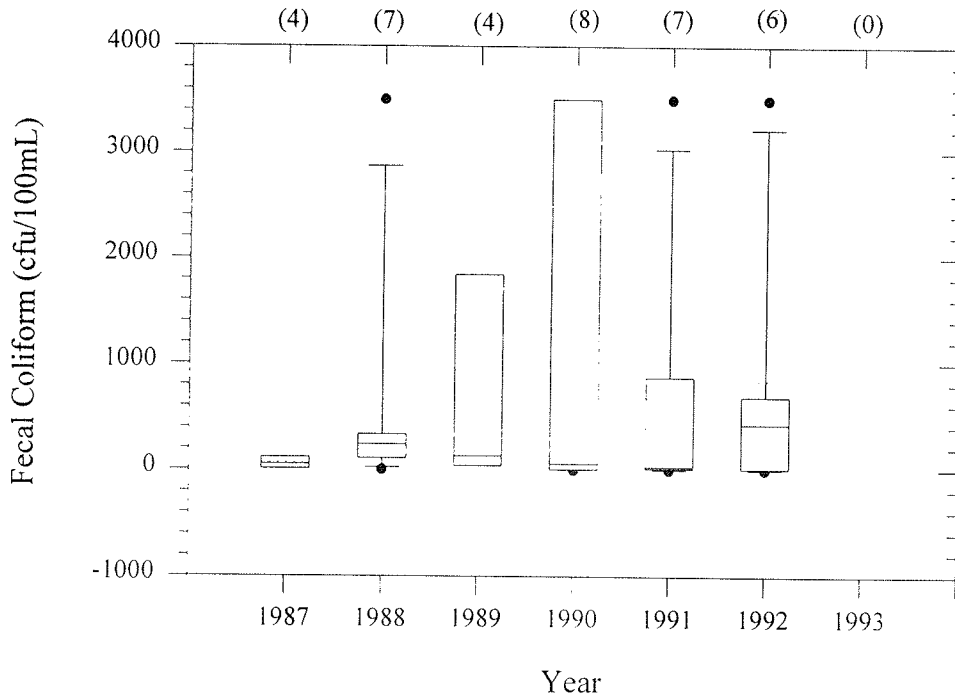 (4) (7) (4) (8) (7) (6) (0)
4000
3000
2000
1000
0
-1000
Fecal Coliform (cfu/100mL)
1987 1988 1989 1990 1991 1992 1993
Year